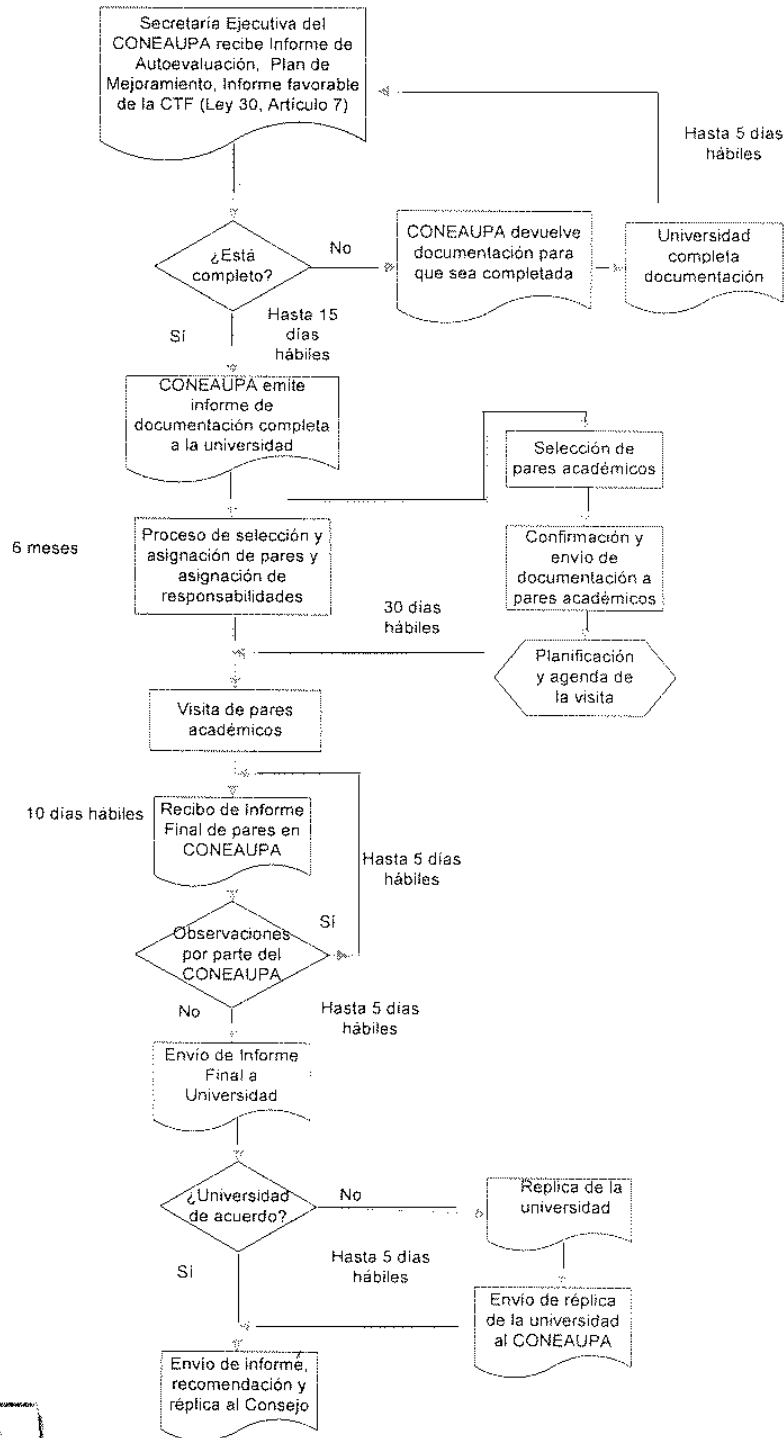 Secretaría Ejecutiva del
CONEAUPA recibe Informe de
Autoevaluación, Plan de
Mejoramiento, Informe favorable
de la CTF (Ley 30, Artículo 7)
Hasta 5 días
hábiles
¿Está
completo?
No
CONEAUPA devuelve
documentación para
que sea completada
Universidad
completa
documentación
Sí
Hasta 15
días
hábiles
CONEAUPA emite
informe de
documentación completa
a la universidad
Selección de
pares académicos
6 meses
Proceso de selección y
asignación de pares y
asignación de
responsabilidades
Confirmación y
envío de
documentación a
pares académicos
30 días
hábiles
Planificación
y agenda de
la visita
Visita de pares
académicos
10 días hábiles
Recibo de Informe
Final de pares en
CONEAUPA
Hasta 5 días
hábiles
Observaciones
por parte del
CONEAUPA
Sí
No
Hasta 5 días
hábiles
Envío de Informe
Final a
Universidad
¿Universidad
de acuerdo?
No
Replica de la
universidad
Sí
Hasta 5 días
hábiles
Envío de réplica
de la universidad
al CONEAUPA
Envío de informe,
recomendación y
réplica al Consejo